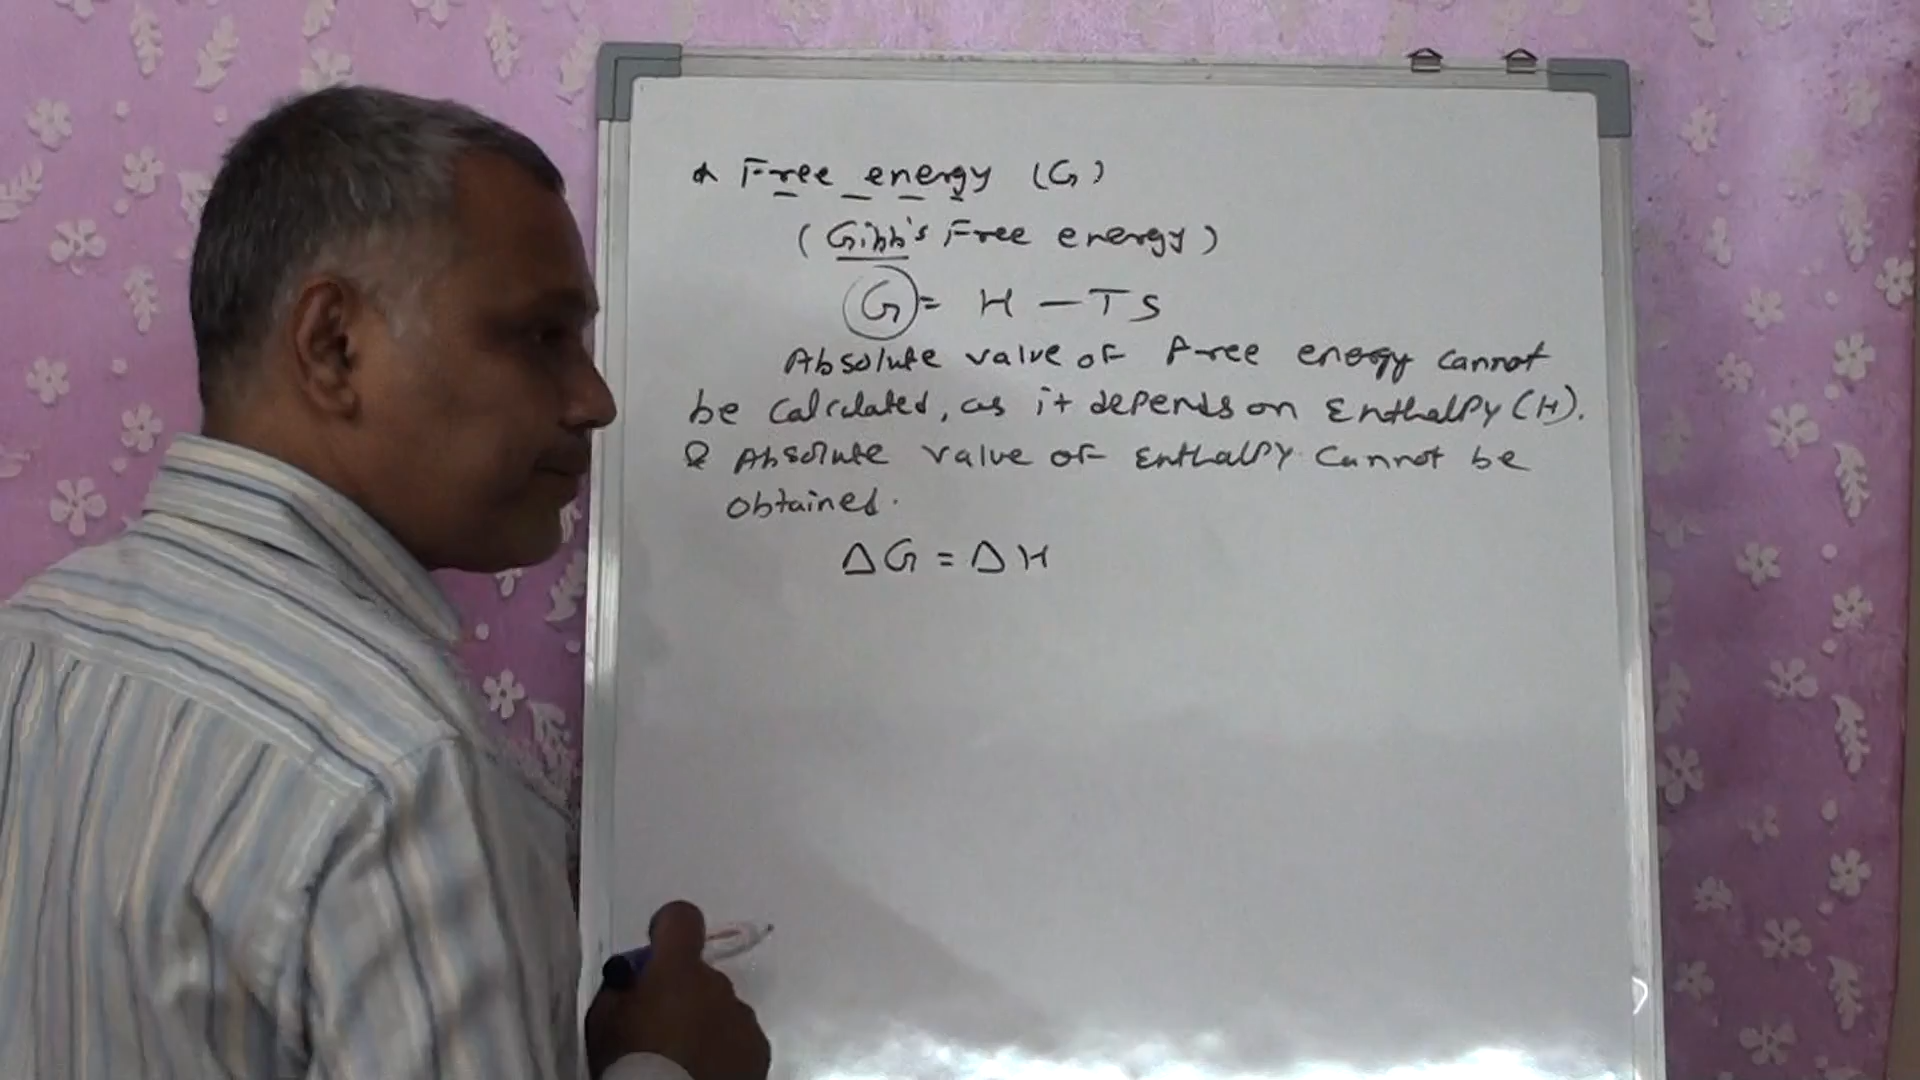 * Free energy (G)
(Gibb's Free energy)
G = H - TS
Absolute value of free energy cannot
be calculated, as it depends on Enthalpy (H).
& Absolute value of Enthalpy cannot be
obtained.
ΔG = ΔH